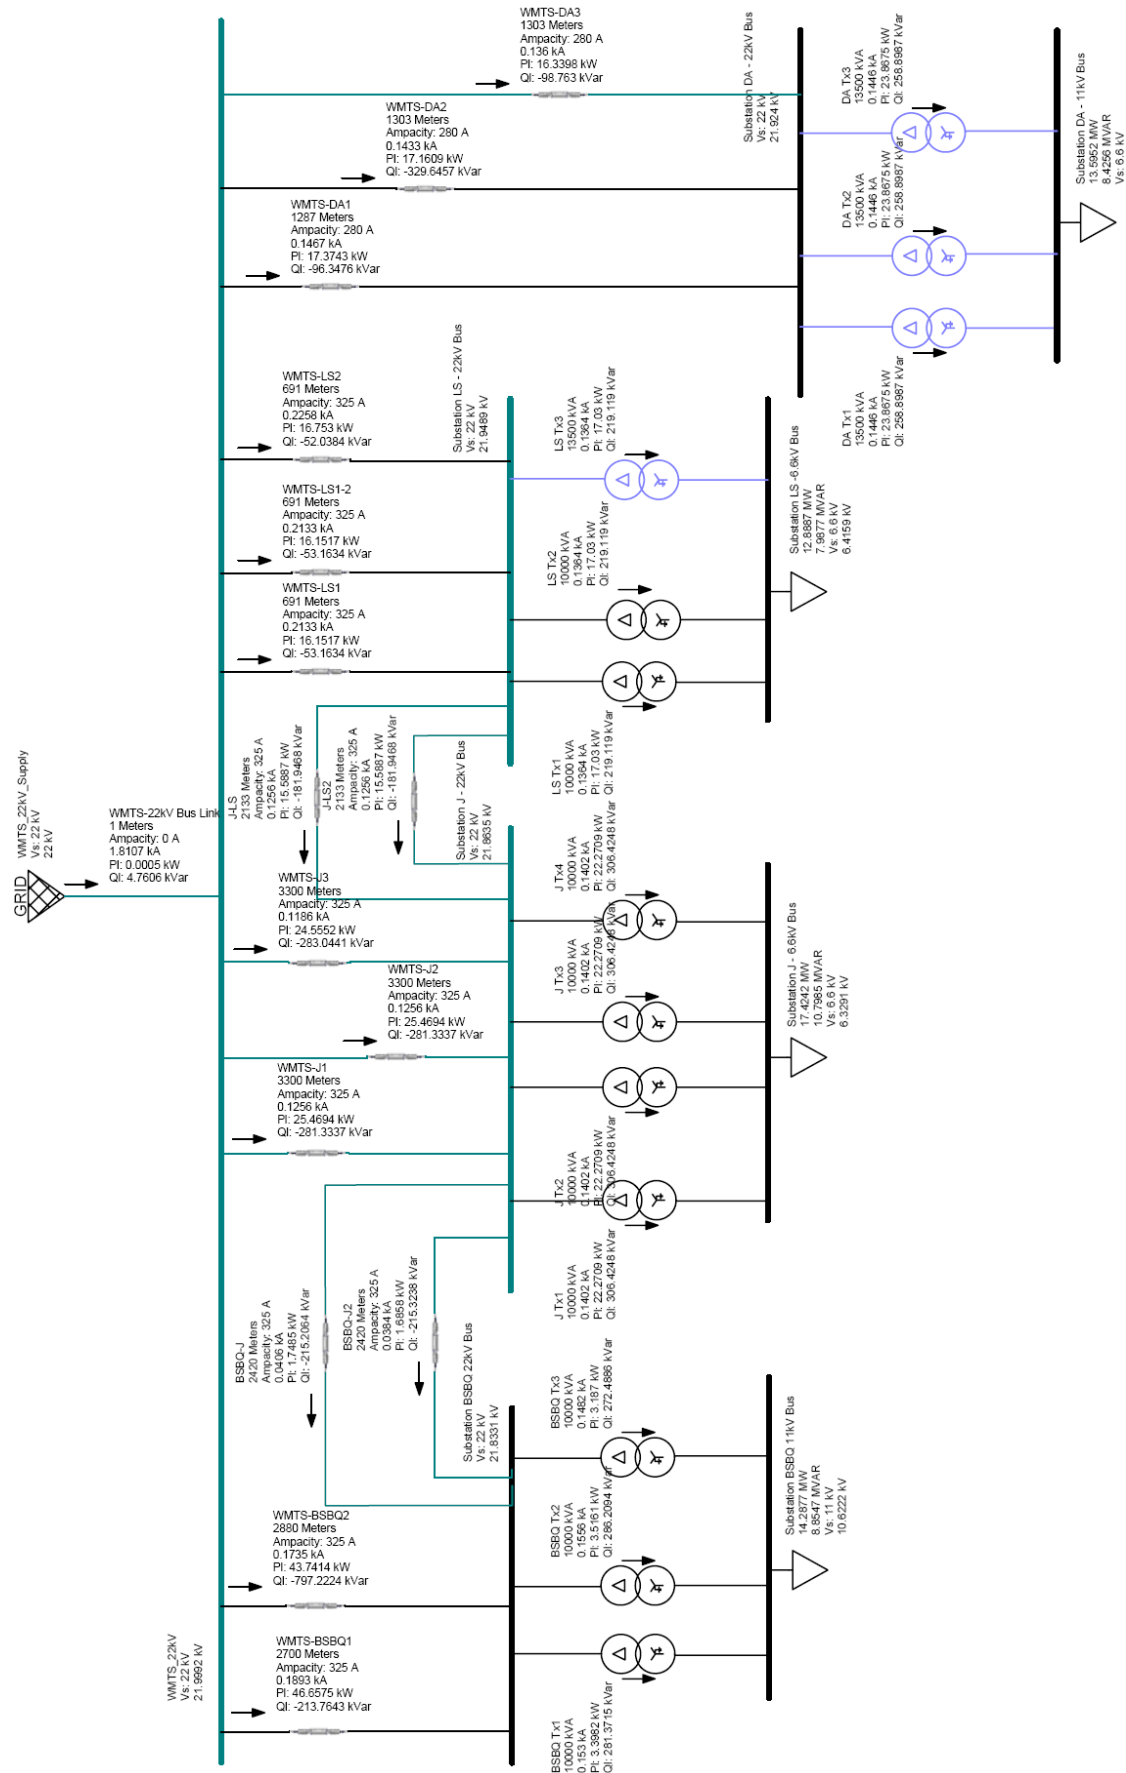 WMTS-DA3
1303 Meters
Ampacity: 280 A
0.136 kA
Pl: 16.3398 kW
Ql: -98.763 kVar
WMTS-DA2
1303 Meters
Ampacity: 280 A
0.1433 kA
Pl: 17.1609 kW
Ql: -329.6457 kVar
WMTS-DA1
1287 Meters
Ampacity: 280 A
0.1467 kA
Pl: 17.3743 kW
Ql: -96.3476 kVar
Substation DA - 22kV Bus
Vs: 22 kV
21.924 kV
DA Tx3
13500 kVA
0.1446 kA
Pl: 23.8675 kW
Ql: 258.8987 kVar
DA Tx2
13500 kVA
0.1446 kA
Pl: 23.8675 kW
Ql: 258.8987 kVar
DA Tx1
13500 kVA
0.1446 kA
Pl: 23.8675 kW
Ql: 258.8987 kVar
Substation DA - 11kV Bus
13.5952 MW
8.4256 MVAR
Vs: 6.6 kV
WMTS-LS2
691 Meters
Ampacity: 325 A
0.2258 kA
Pl: 16.753 kW
Ql: -52.0384 kVar
WMTS-LS1-2
691 Meters
Ampacity: 325 A
0.2133 kA
Pl: 16.1517 kW
Ql: -53.1634 kVar
WMTS-LS1
691 Meters
Ampacity: 325 A
0.2133 kA
Pl: 16.1517 kW
Ql: -53.1634 kVar
Substation LS - 22kV Bus
Vs: 22 kV
21.9489 kV
LS Tx3
13500 kVA
0.1364 kA
Pl: 17.03 kW
Ql: 219.119 kVar
LS Tx2
10000 kVA
0.1364 kA
Pl: 17.03 kW
Ql: 219.119 kVar
LS Tx1
10000 kVA
0.1364 kA
Pl: 17.03 kW
Ql: 219.119 kVar
Substation LS -6.6kV Bus
12.8887 MW
7.9877 MVAR
Vs: 6.6 kV
6.4159 kV
GRID
WMTS_22kV_Supply
Vs: 22 kV
22 kV
WMTS-22kV Bus Link
1 Meters
Ampacity: 0 A
1.8107 kA
Pl: 0.0005 kW
Ql: 4.7606 kVar
J-LS
2133 Meters
Ampacity: 325 A
0.1256 kA
Pl: 15.5887 kW
Ql: -181.9468 kVar
J-LS2
2133 Meters
Ampacity: 325 A
0.1256 kA
Pl: 15.5887 kW
Ql: -181.9468 kVar
WMTS-J3
3300 Meters
Ampacity: 325 A
0.1186 kA
Pl: 24.5552 kW
Ql: -283.0441 kVar
WMTS-J2
3300 Meters
Ampacity: 325 A
0.1256 kA
Pl: 25.4694 kW
Ql: -281.3337 kVar
WMTS-J1
3300 Meters
Ampacity: 325 A
0.1256 kA
Pl: 25.4694 kW
Ql: -281.3337 kVar
Substation J - 22kV Bus
Vs: 22 kV
21.8635 kV
J Tx4
10000 kVA
0.1402 kA
Pl: 22.2709 kW
Ql: 306.4248 kVar
J Tx3
10000 kVA
0.1402 kA
Pl: 22.2709 kW
Ql: 306.4248 kVar
J Tx2
10000 kVA
0.1402 kA
Pl: 22.2709 kW
Ql: 306.4248 kVar
J Tx1
10000 kVA
0.1402 kA
Pl: 22.2709 kW
Ql: 306.4248 kVar
Substation J - 6.6kV Bus
17.4242 MW
10.7985 MVAR
Vs: 6.6 kV
6.3291 kV
BSBQ-J
2420 Meters
Ampacity: 325 A
0.0406 kA
Pl: 1.7485 kW
Ql: -215.2064 kVar
BSBQ-J2
2420 Meters
Ampacity: 325 A
0.0384 kA
Pl: 1.6858 kW
Ql: -215.3238 kVar
Substation BSBQ 22kV Bus
Vs: 22 kV
21.8331 kV
BSBQ Tx3
10000 kVA
0.1482 kA
Pl: 3.187 kW
Ql: 272.4886 kVar
BSBQ Tx2
10000 kVA
0.1556 kA
Pl: 3.5161 kW
Ql: 286.2094 kVar
BSBQ Tx1
10000 kVA
0.153 kA
Pl: 3.3982 kW
Ql: 281.3715 kVar
Substation BSBQ 11kV Bus
14.2877 MW
8.8547 MVAR
Vs: 11 kV
10.6222 kV
WMTS-BSBQ2
2880 Meters
Ampacity: 325 A
0.1735 kA
Pl: 43.7414 kW
Ql: -797.2224 kVar
WMTS-BSBQ1
2700 Meters
Ampacity: 325 A
0.1893 kA
Pl: 46.6575 kW
Ql: -213.7643 kVar
WMTS_22kV
Vs: 22 kV
21.9992 kV